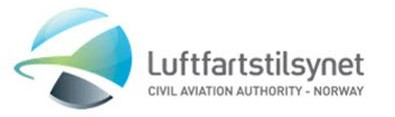 Luftfartstilsynet
CIVIL AVIATION AUTHORITY - NORWAY